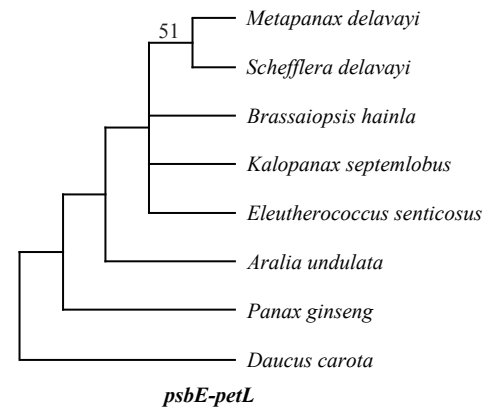 Metapanax delavayi
51
Schefflera delavayi
Brassaiopsis hainla
Kalopanax septemlobus
Eleutherococcus senticosus
Aralia undulata
Panax ginseng
Daucus carota
psbE-petL